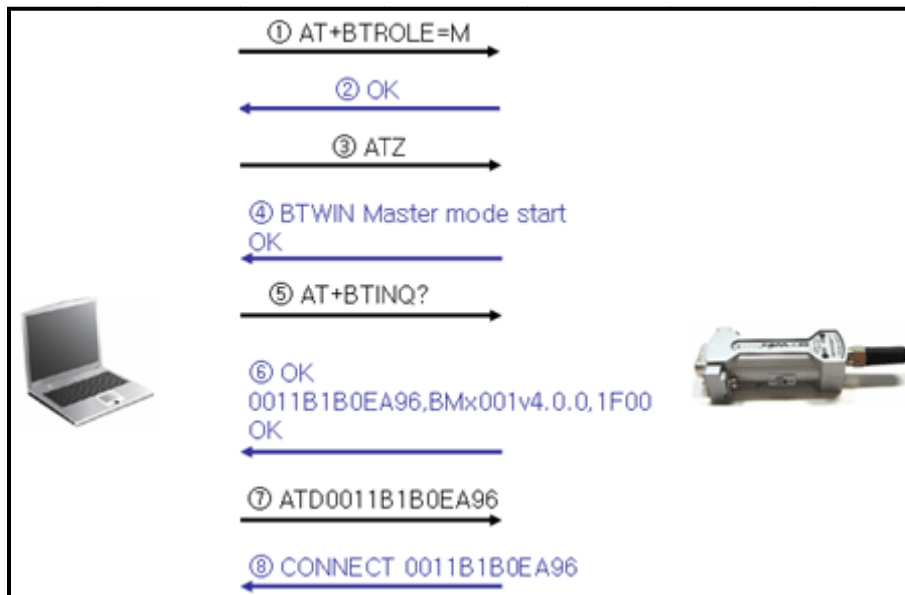 ① AT+BTROLE=M
② OK
③ ATZ
④ BTWIN Master mode start
OK
⑤ AT+BTINQ?
⑥ OK
0011B1B0EA96,BMx001v4.0.0,1F00
OK
⑦ ATD0011B1B0EA96
⑧ CONNECT 0011B1B0EA96